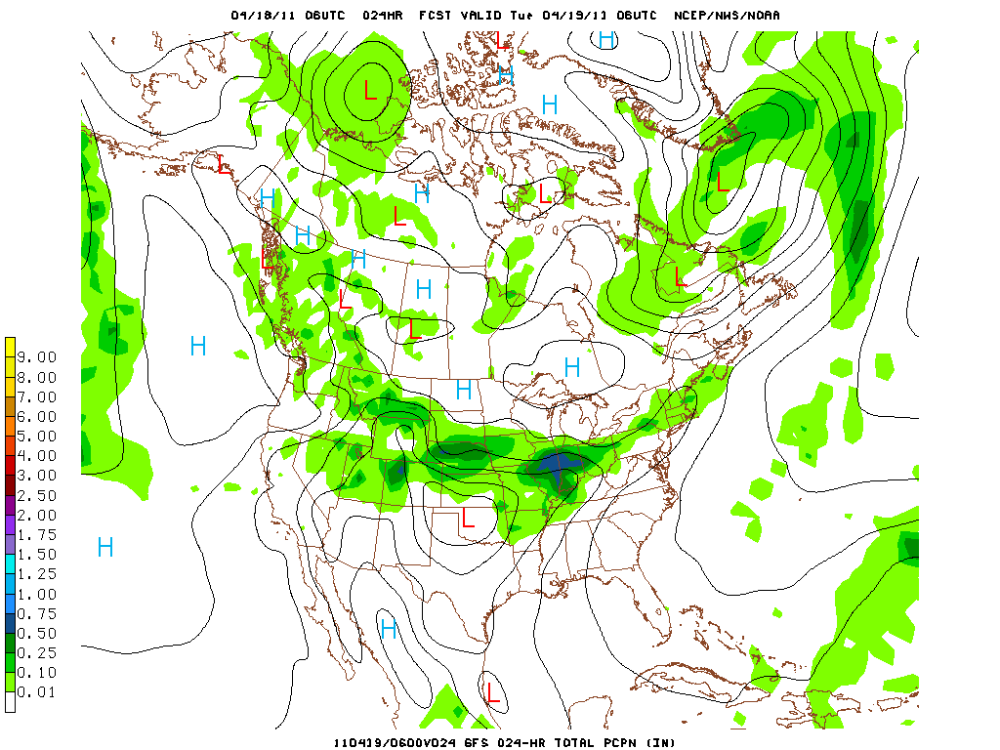 04/18/11 06UTC 024HR FCST VALID Tue 04/19/11 06UTC NCEP/NWS/NOAA
L H
H
L H
L L
H H L
L
H
L H
L L
H
L
L
H
H
H
L
H
H
L
9.00
8.00
7.00
6.00
5.00
4.00
3.00
2.50
2.00
1.75
1.50
1.25
1.00
0.75
0.50
0.25
0.10
0.01
110419/0600V024 GFS 024-HR TOTAL PCPN (IN)